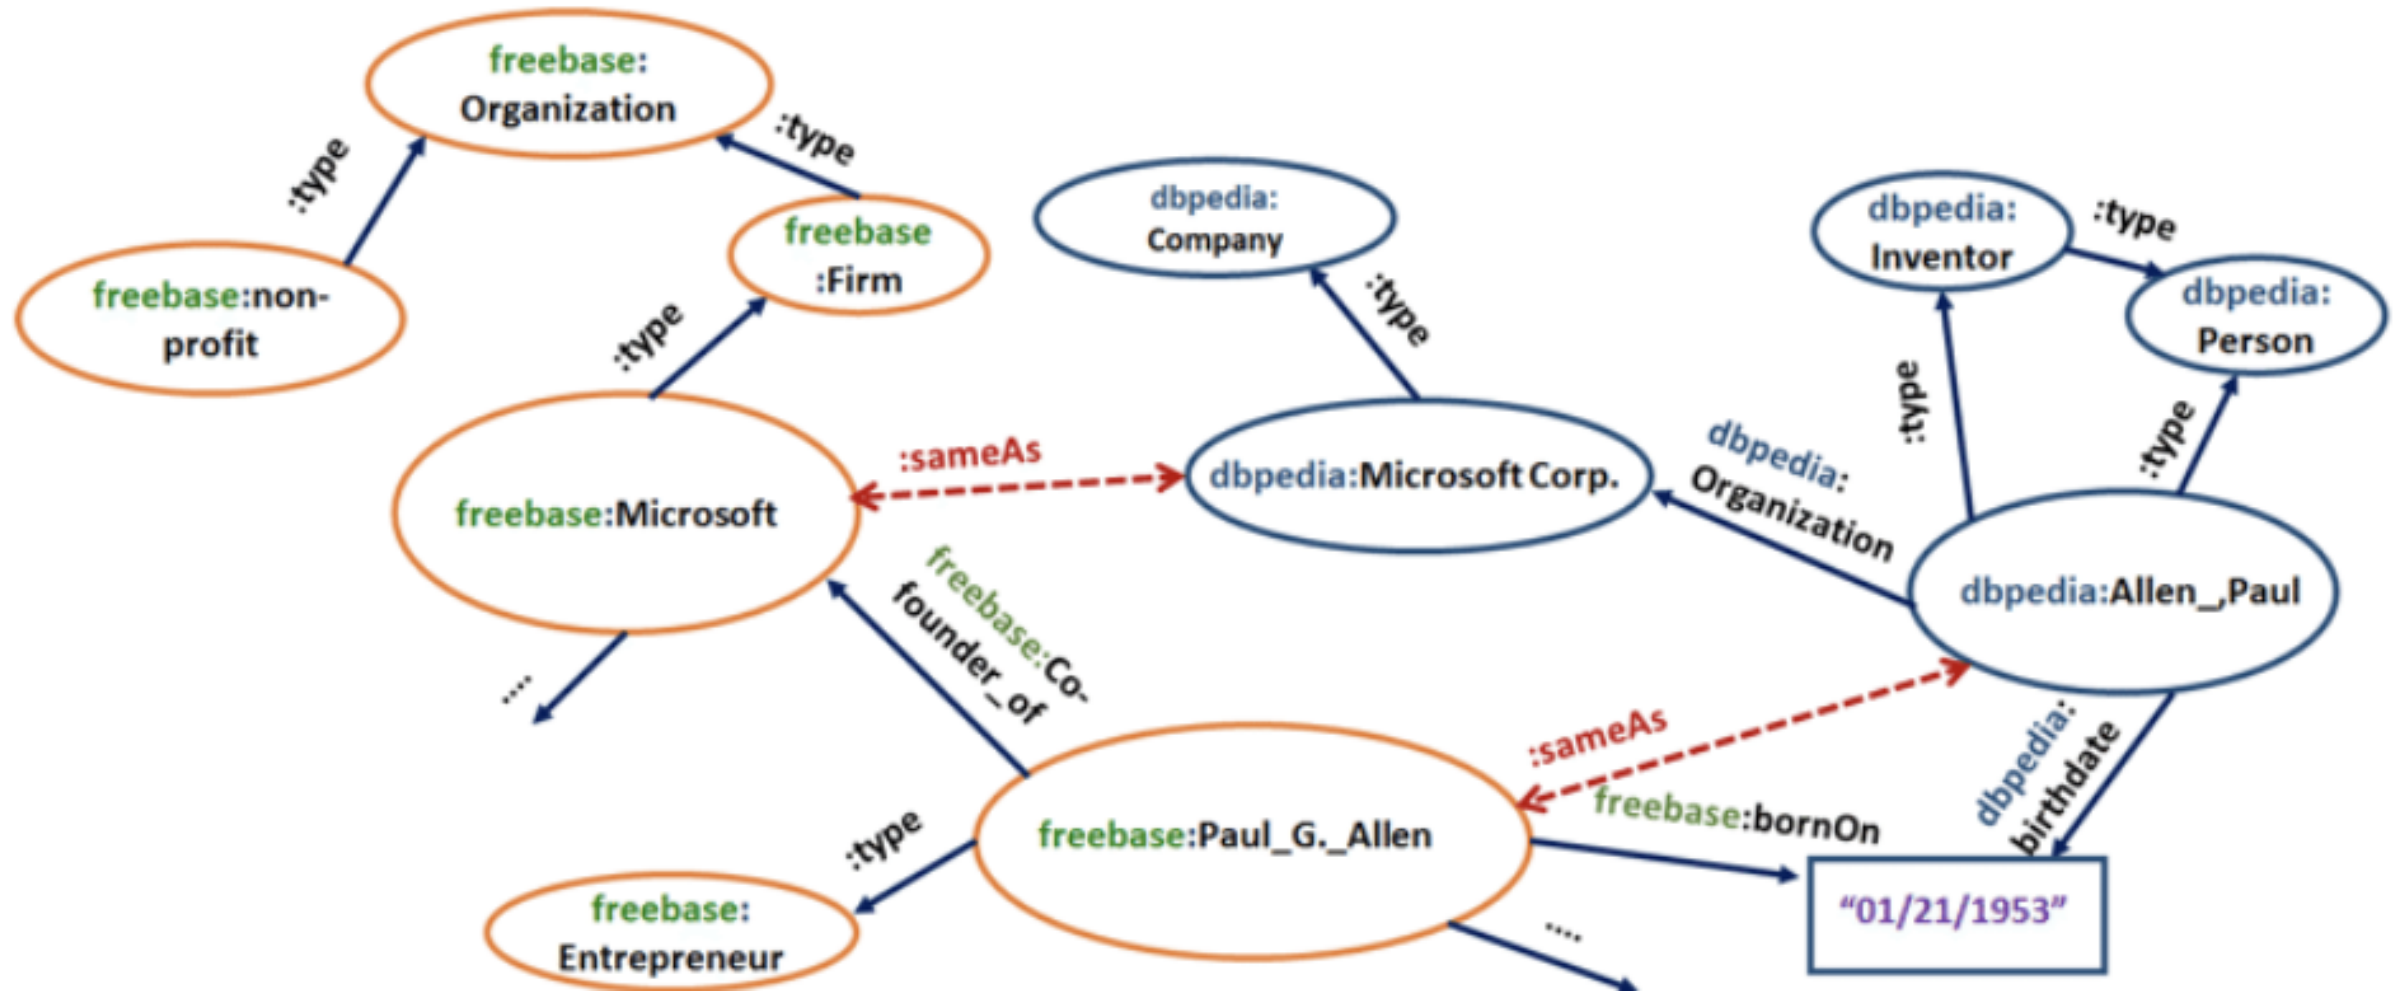 freebase:
Organization
:type
:type
freebase
:Firm
dbpedia:
Company
dbpedia:
Inventor
:type
dbpedia:
Person
freebase:non-
profit
:type
:type
:type
:type
:sameAs
dbpedia:
Organization
freebase:Microsoft
dbpedia:Microsoft Corp.
dbpedia:Allen_,Paul
freebase:Co-
founder_of
....
:sameAs
dbpedia:
birthdate
:type
freebase:Paul_G._Allen
freebase:bornOn
"01/21/1953"
freebase:
Entrepreneur
....